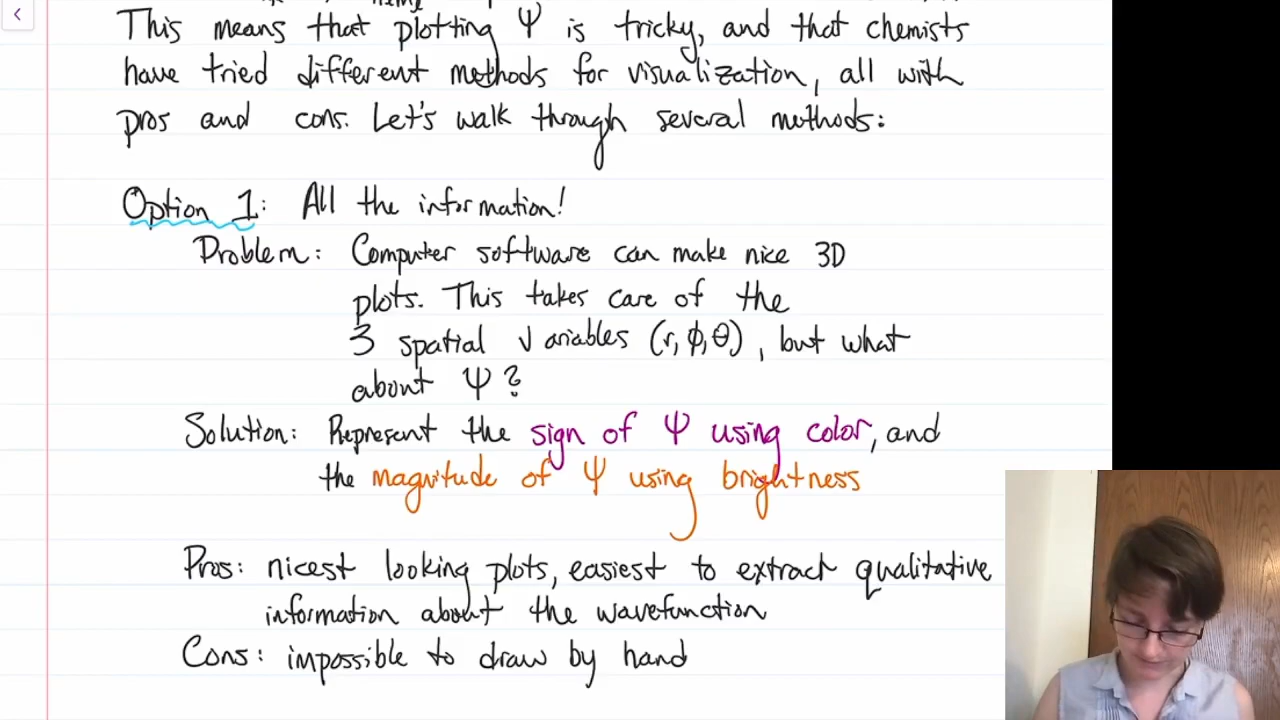 This means that plotting Ψ is tricky, and that chemists
have tried different methods for visualization, all with
pros and cons. Let's walk through several methods:
Option 1: All the information!
Problem: Computer software can make nice 3D
plots. This takes care of the
3 spatial variables (r, ϕ, θ), but what
about Ψ?
Solution: Represent the sign of Ψ using color, and
the magnitude of Ψ using brightness
Pros: nicest looking plots, easiest to extract qualitative
information about the wavefunction
Cons: impossible to draw by hand